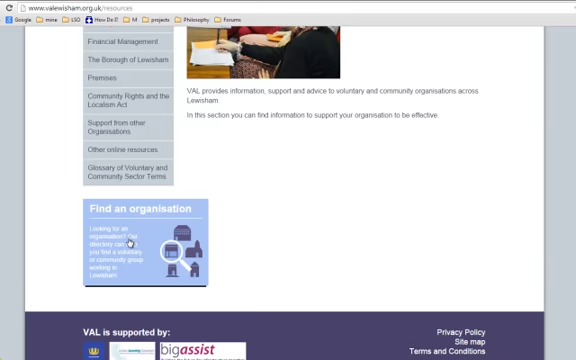 www.valewisham.org.uk/resources
Google
mine
LSO
How Do I?
M
projects
Philosophy
Forums
Financial Management
The Borough of Lewisham
Premises
Community Rights and the
Localism Act
Support from other
Organisations
Other online resources
Glossary of Voluntary and
Community Sector Terms
VAL provides information, support and advice to voluntary and community organisations across
Lewisham.
In this section you can find information to support your organisation to be effective.
Find an organisation
Looking for an
organisation? Our
directory can
you find a voluntary
or community group
working in
Lewisham.
VAL is supported by:
bigassist
Privacy Policy
Site map
Terms and Conditions